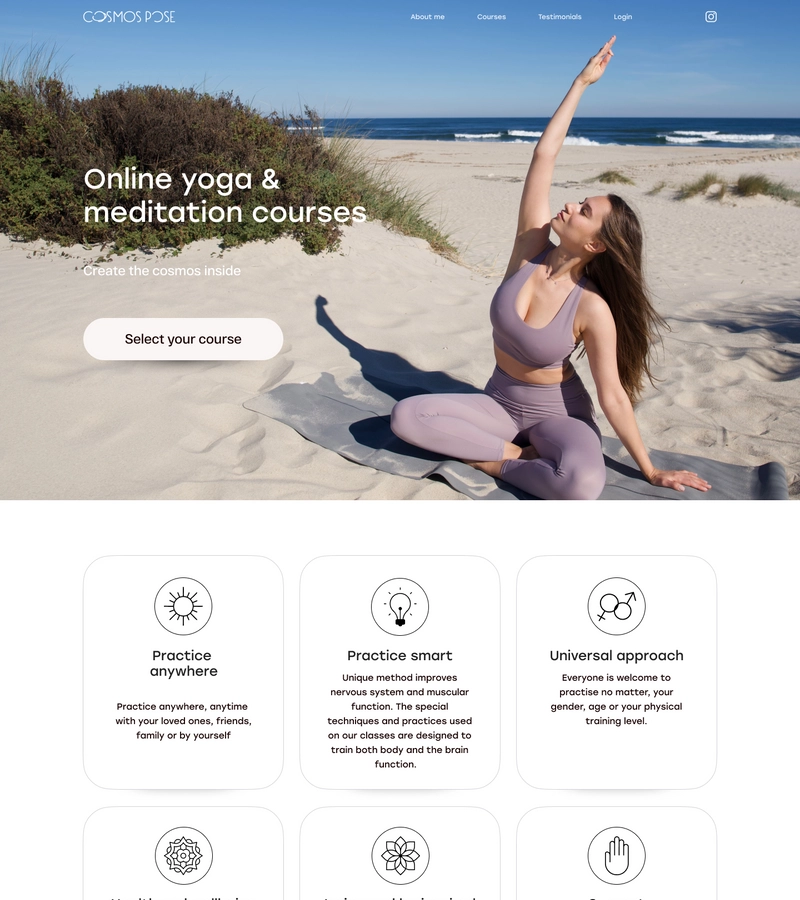 COSMOS POSE
About me
Courses
Testimonials
Login
Online yoga &
meditation courses
Create the cosmos inside
Select your course
Practice
anywhere
Practice anywhere, anytime
with your loved ones, friends,
family or by yourself
Practice smart
Unique method improves
nervous system and muscular
function. The special
techniques and practices used
on our classes are designed to
train both body and the brain
function.
Universal approach
Everyone is welcome to
practise no matter, your
gender, age or your physical
training level.